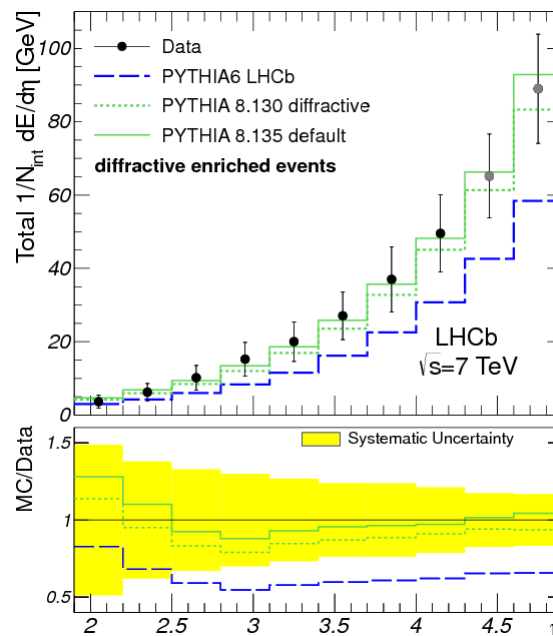 Total 1/N_int dE/dη [GeV]
100
80
60
40
20
0
Data
PYTHIA6 LHCb
PYTHIA 8.130 diffractive
PYTHIA 8.135 default
diffractive enriched events
LHCb
√s=7 TeV
MC/Data
1.5
1
0.5
Systematic Uncertainty
2 2.5 3 3.5 4 4.5